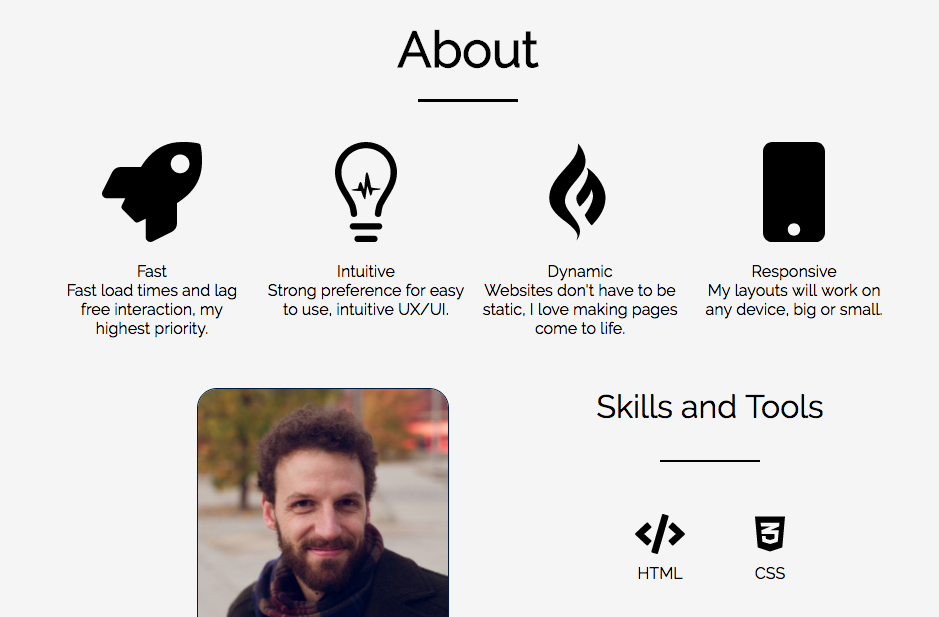 About
Fast
Fast load times and lag
free interaction, my
highest priority.
Intuitive
Strong preference for easy
to use, intuitive UX/UI.
Dynamic
Websites don't have to be
static, I love making pages
come to life.
Responsive
My layouts will work on
any device, big or small.
Skills and Tools
HTML
CSS